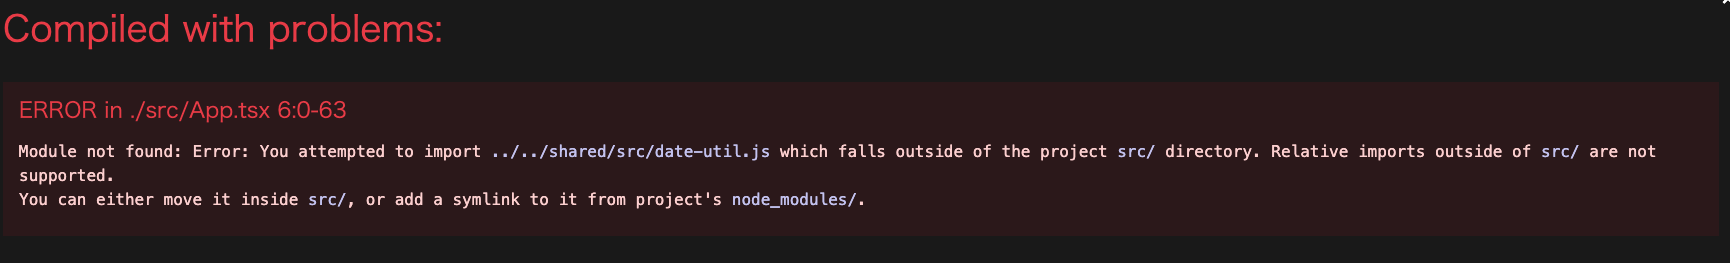 Compiled with problems:
ERROR in ./src/App.tsx 6:0-63
Module not found: Error: You attempted to import ../../shared/src/date-util.js which falls outside of the project src/ directory. Relative imports outside of src/ are not
supported.
You can either move it inside src/, or add a symlink to it from project's node_modules/.